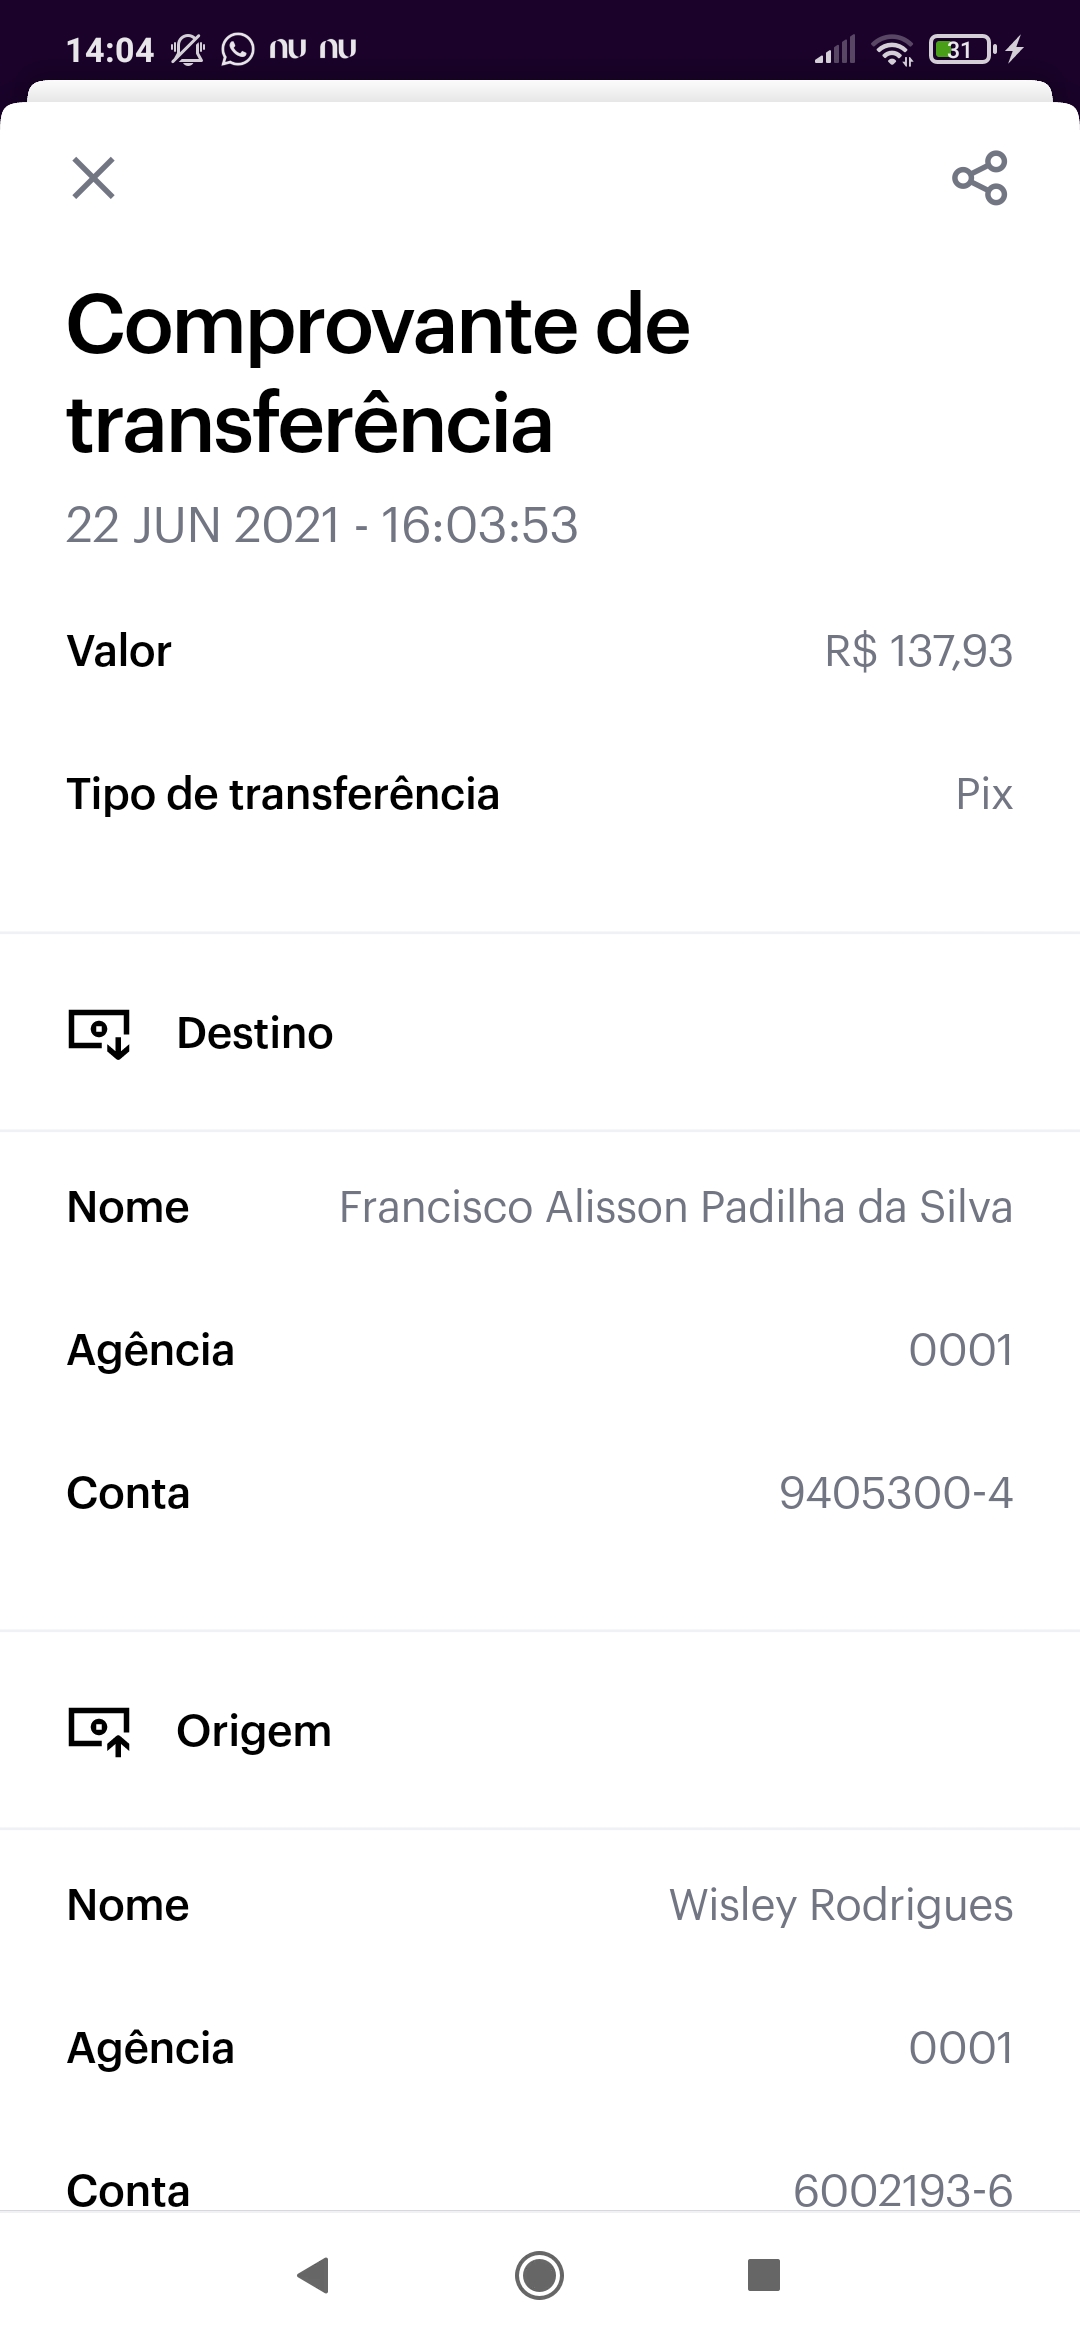 14:04 nu nu 31
Comprovante de
transferência
22 JUN 2021 - 16:03:53
Valor R$ 137,93
Tipo de transferência Pix
Destino
Nome Francisco Alisson Padilha da Silva
Agência 0001
Conta 9405300-4
Origem
Nome Wisley Rodrigues
Agência 0001
Conta 6002193-6